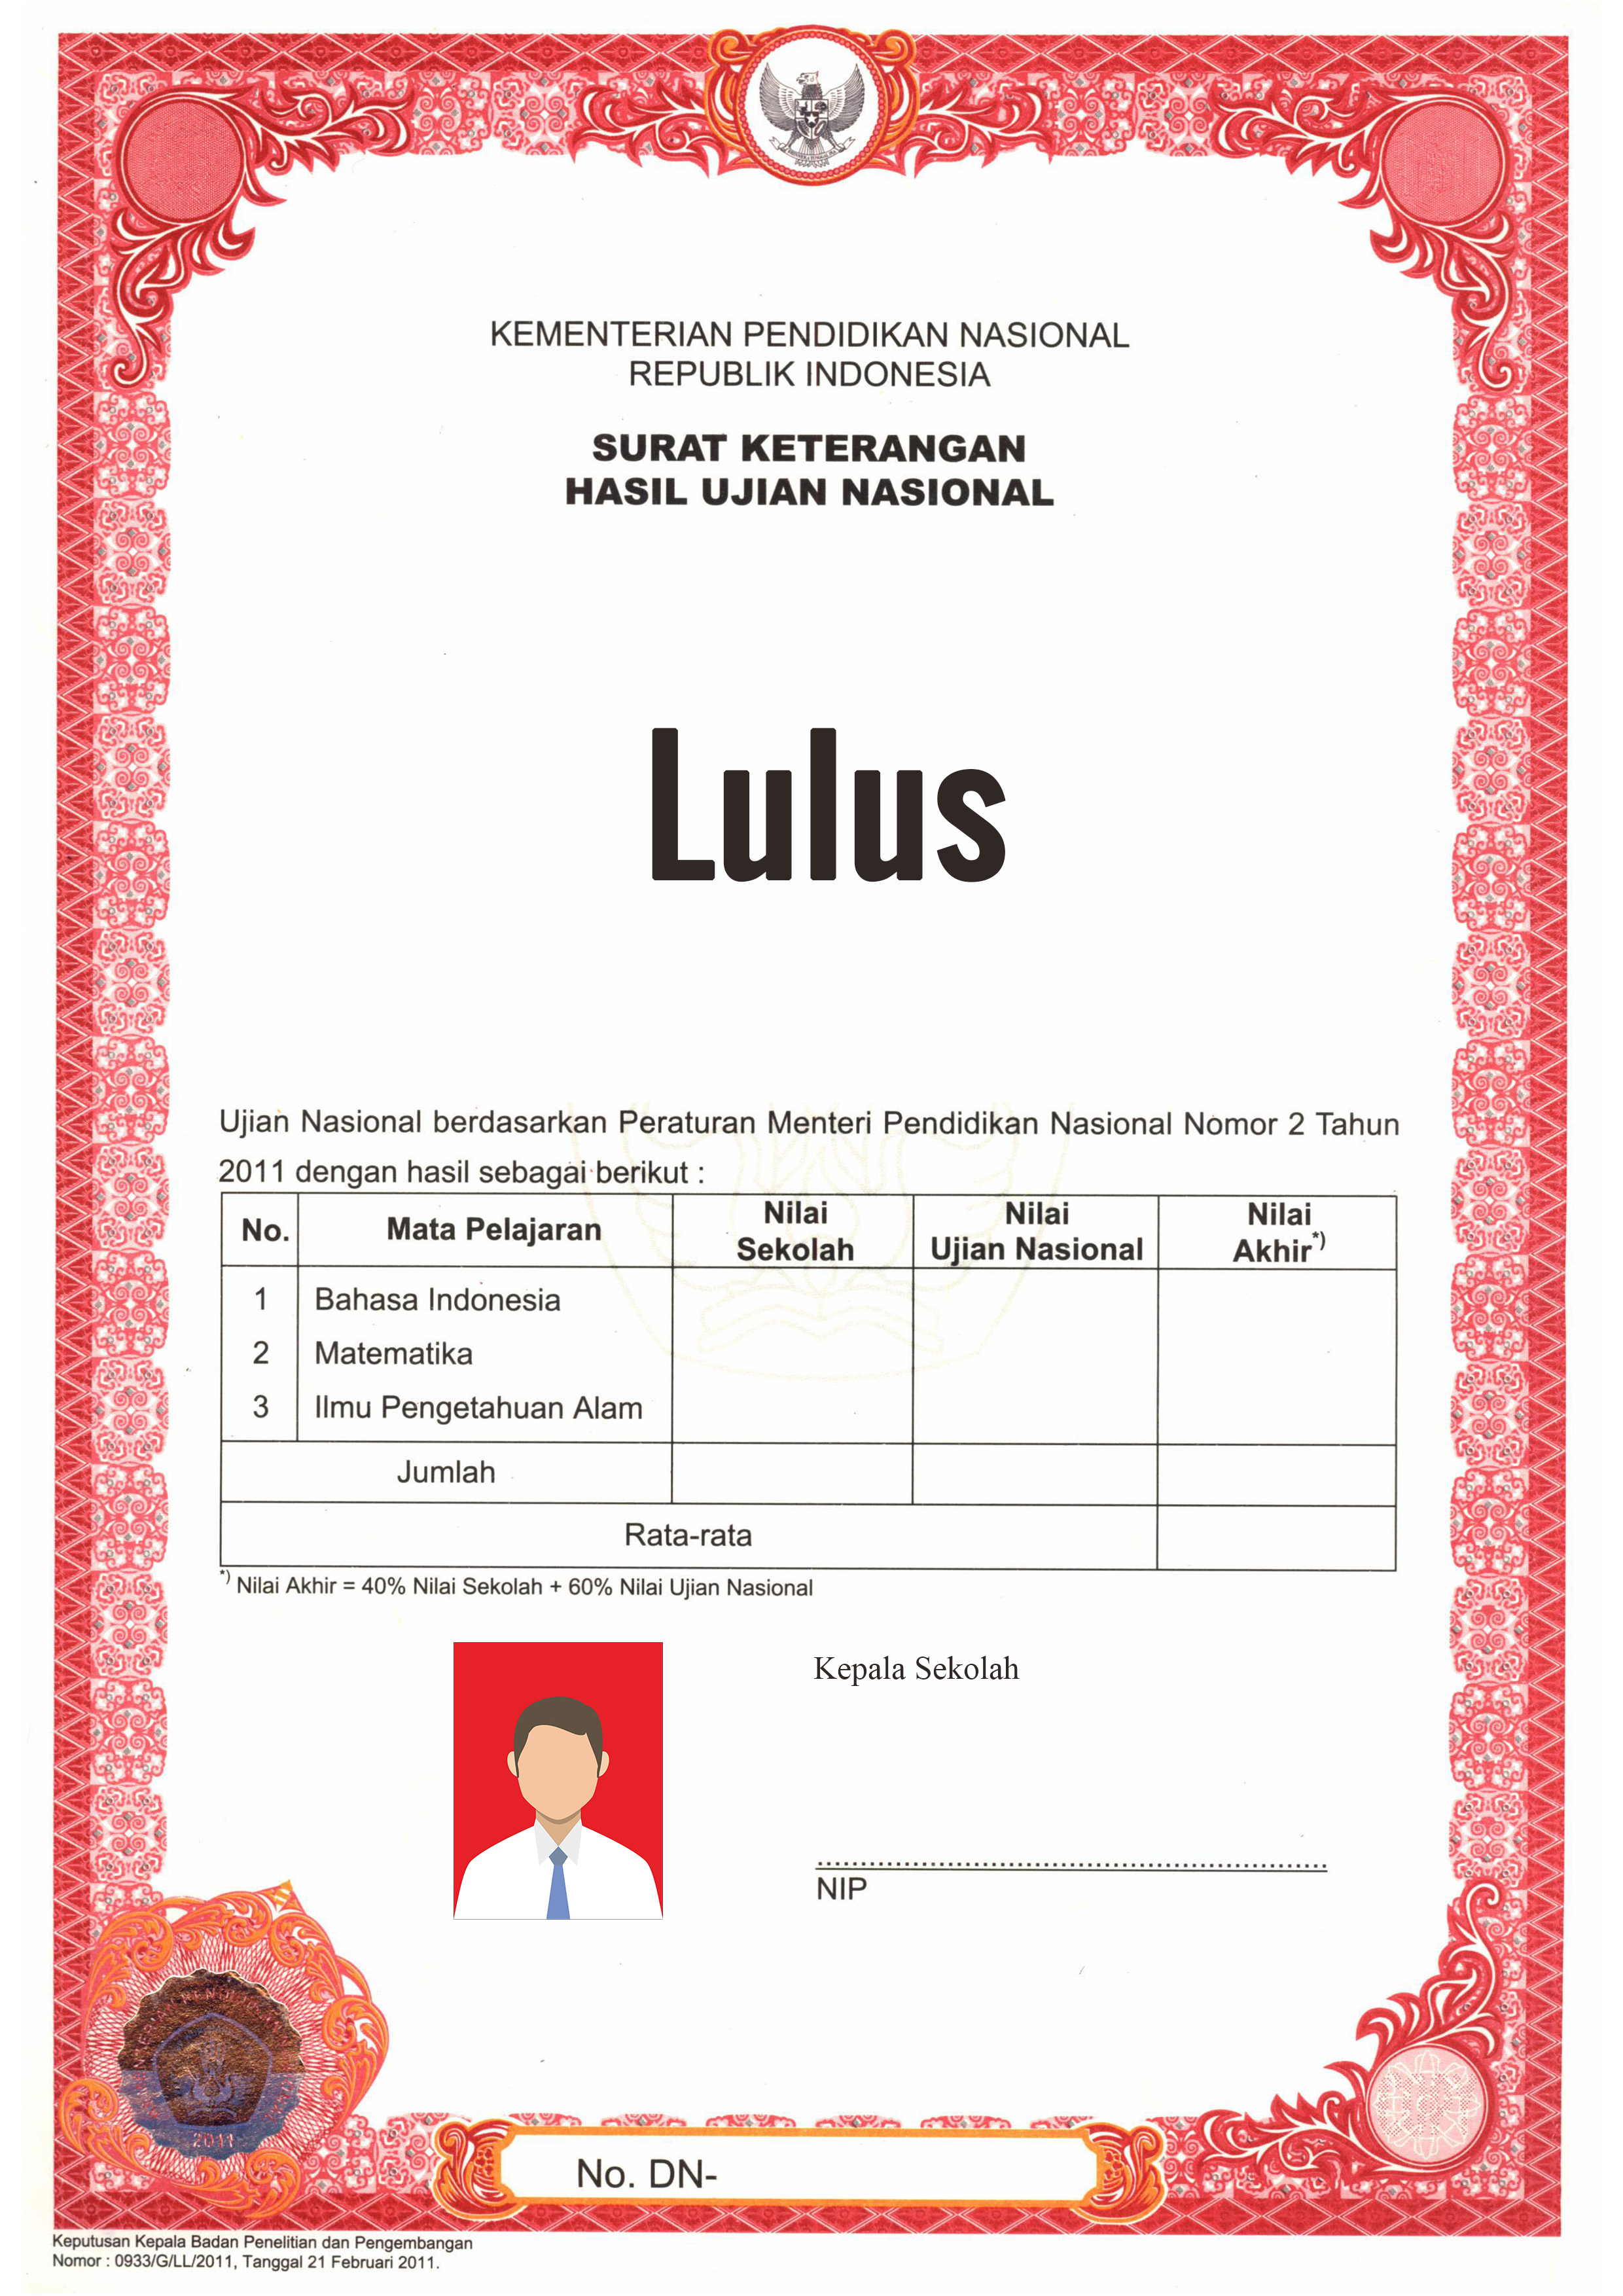 KEMENTERIAN PENDIDIKAN NASIONAL
REPUBLIK INDONESIA
SURAT KETERANGAN
HASIL UJIAN NASIONAL
Lulus
Ujian Nasional berdasarkan Peraturan Menteri Pendidikan Nasional Nomor 2 Tahun
2011 dengan hasil sebagai berikut :
No. Mata Pelajaran Nilai Sekolah Nilai Ujian Nasional Nilai Akhir*)
1 Bahasa Indonesia
2 Matematika
3 Ilmu Pengetahuan Alam
Jumlah
Rata-rata
*) Nilai Akhir = 40% Nilai Sekolah + 60% Nilai Ujian Nasional
Kepala Sekolah
NIP
2011
No. DN-
Keputusan Kepala Badan Penelitian dan Pengembangan
Nomor : 0933/G/LL/2011, Tanggal 21 Februari 2011.